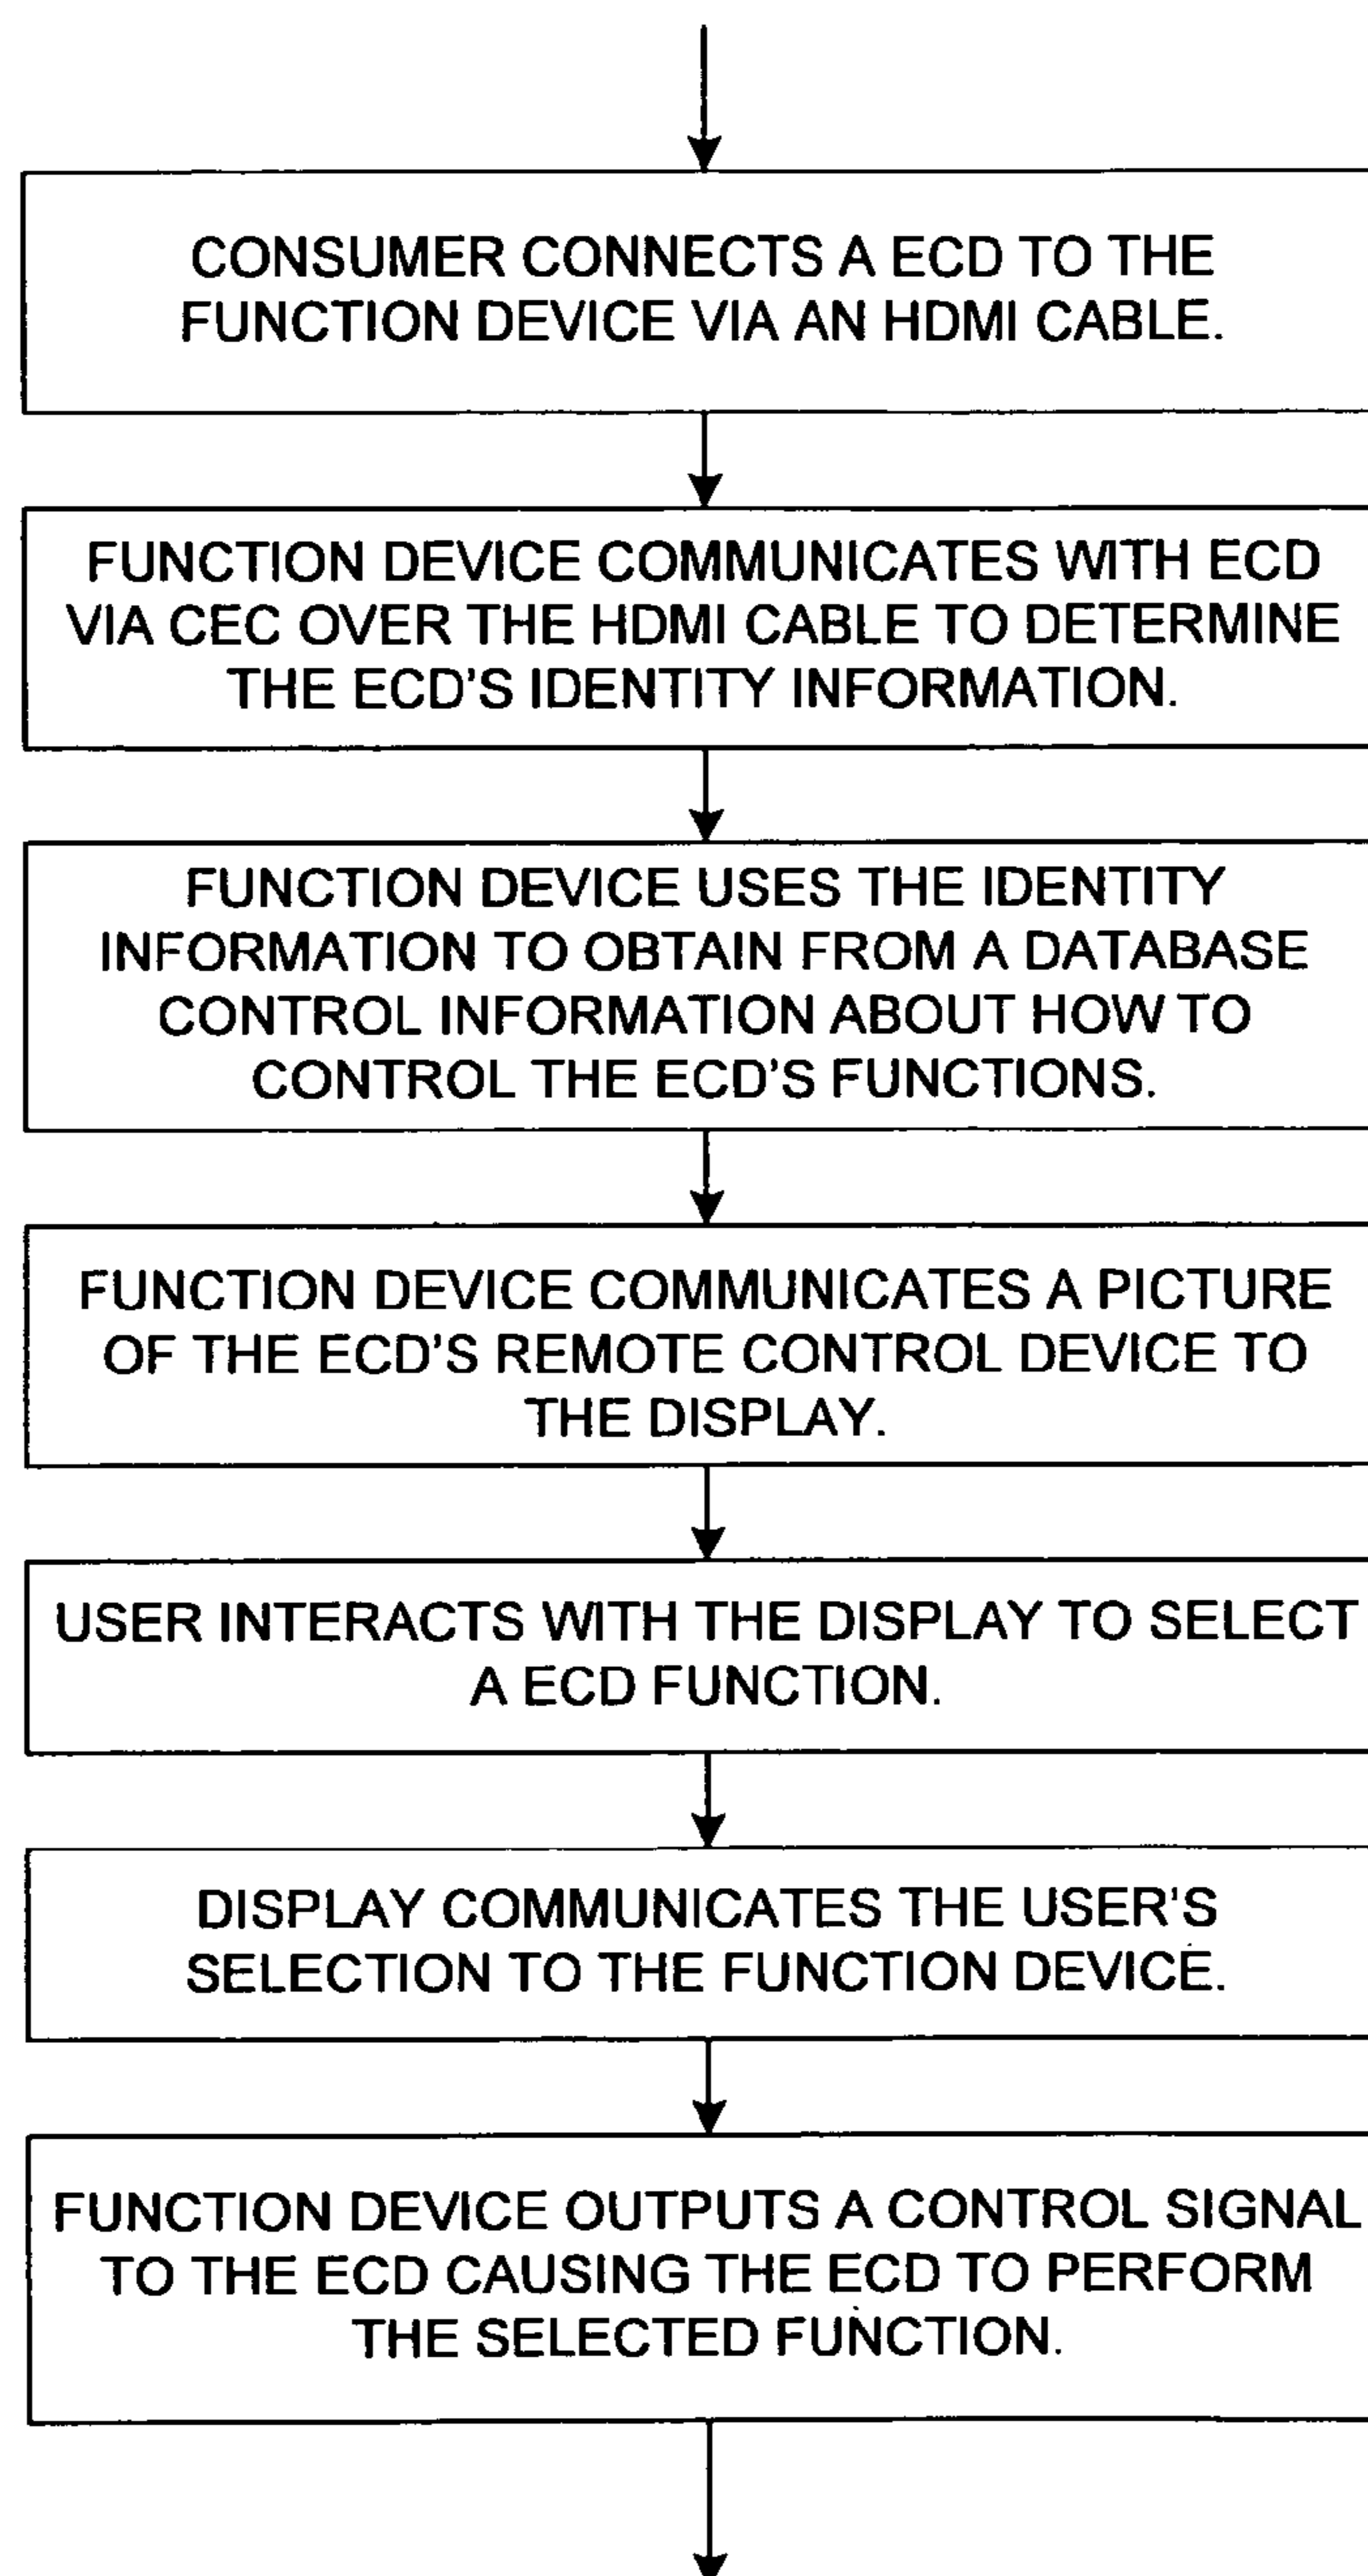 CONSUMER CONNECTS A ECD TO THE
FUNCTION DEVICE VIA AN HDMI CABLE.
FUNCTION DEVICE COMMUNICATES WITH ECD
VIA CEC OVER THE HDMI CABLE TO DETERMINE
THE ECD'S IDENTITY INFORMATION.
FUNCTION DEVICE USES THE IDENTITY
INFORMATION TO OBTAIN FROM A DATABASE
CONTROL INFORMATION ABOUT HOW TO
CONTROL THE ECD'S FUNCTIONS.
FUNCTION DEVICE COMMUNICATES A PICTURE
OF THE ECD'S REMOTE CONTROL DEVICE TO
THE DISPLAY.
USER INTERACTS WITH THE DISPLAY TO SELECT
A ECD FUNCTION.
DISPLAY COMMUNICATES THE USER'S
SELECTION TO THE FUNCTION DEVICE.
FUNCTION DEVICE OUTPUTS A CONTROL SIGNAL
TO THE ECD CAUSING THE ECD TO PERFORM
THE SELECTED FUNCTION.